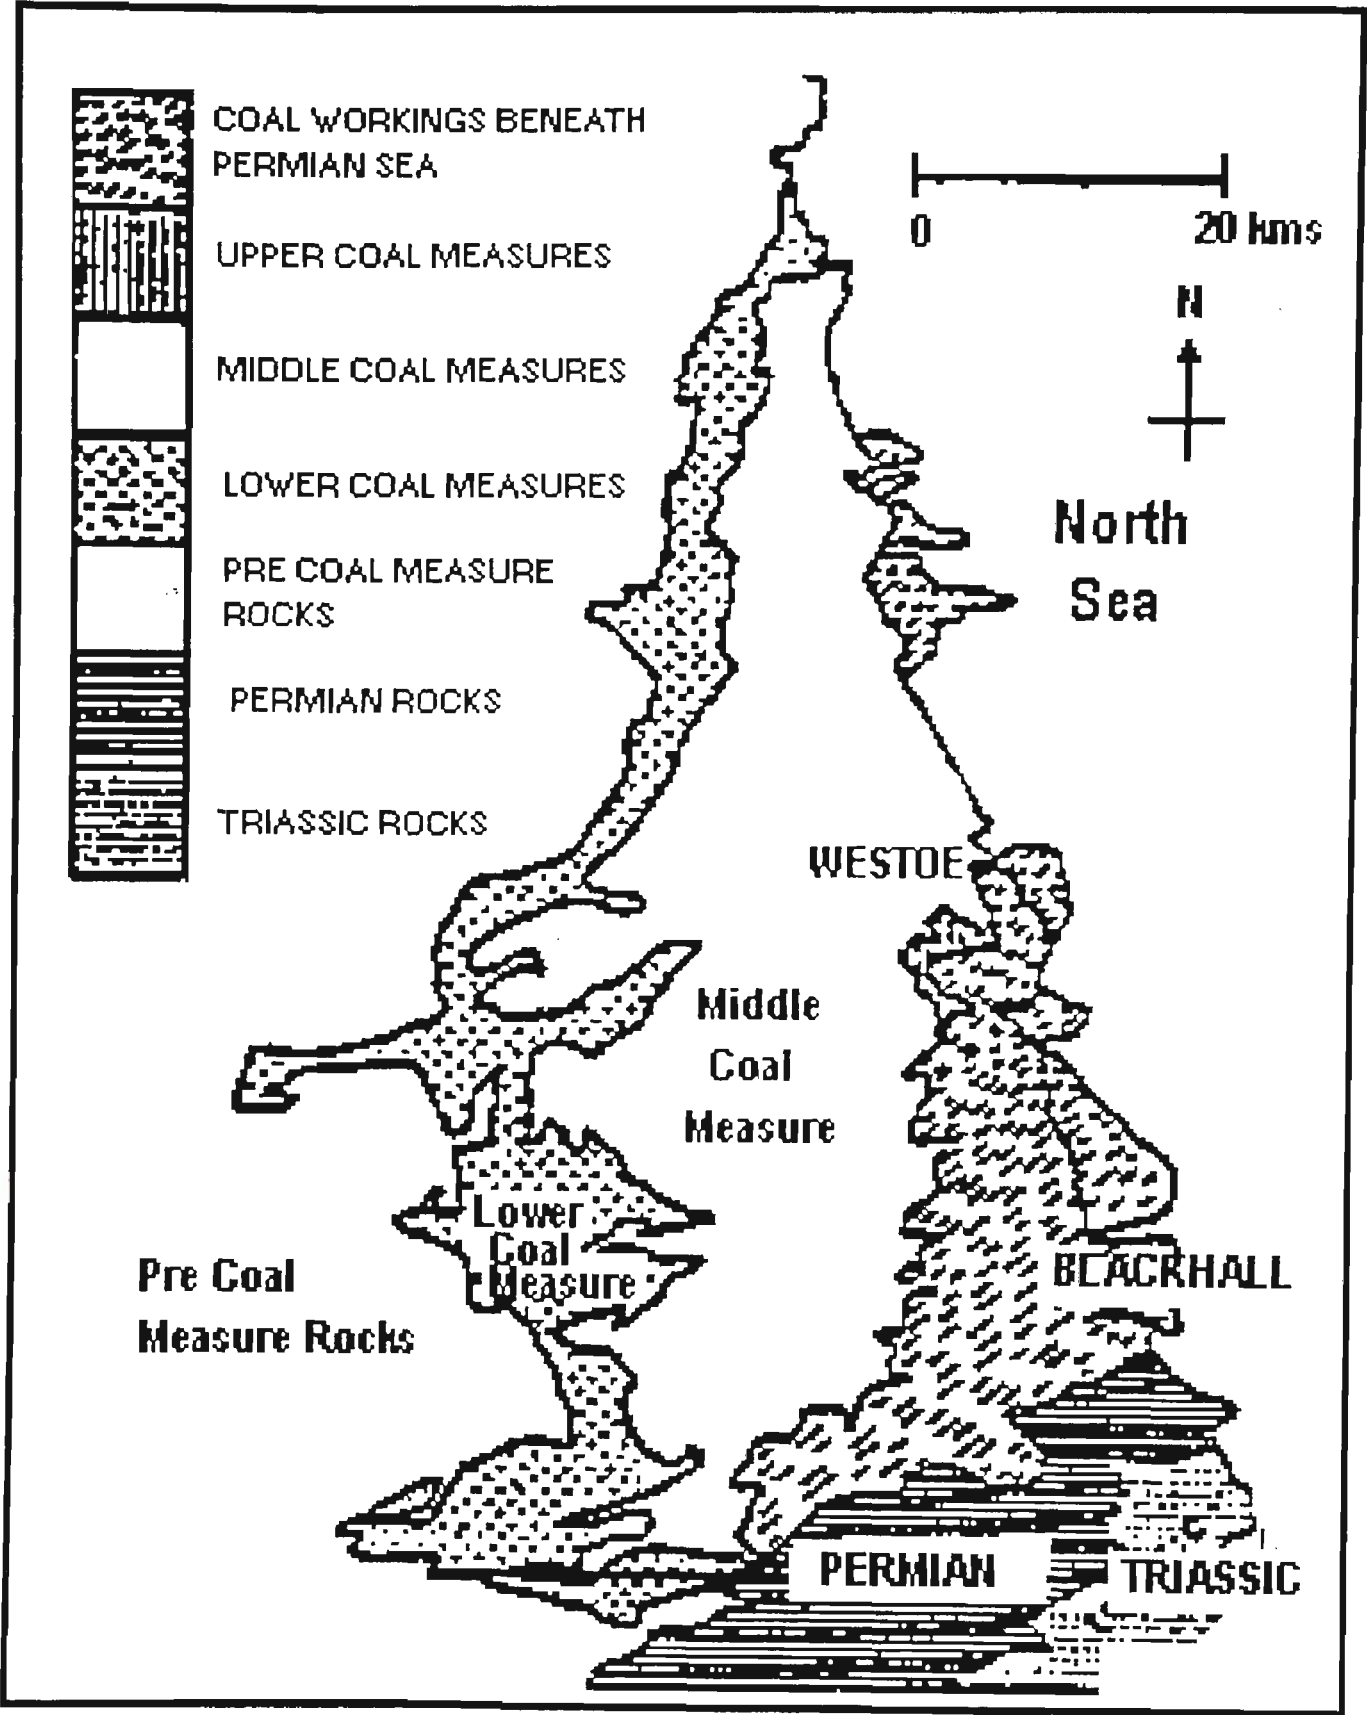 COAL WORKINGS BENEATH
PERMIAN SEA
UPPER COAL MEASURES
MIDDLE COAL MEASURES
LOWER COAL MEASURES
PRE COAL MEASURE
ROCKS
PERMIAN ROCKS
TRIASSIC ROCKS
0
20 kms
N
North
Sea
WESTOE
Middle
Coal
Measure
Lower
Coal
Measure
Pre Coal
Measure Rocks
BLACKHALL
PERMIAN
TRIASSIC